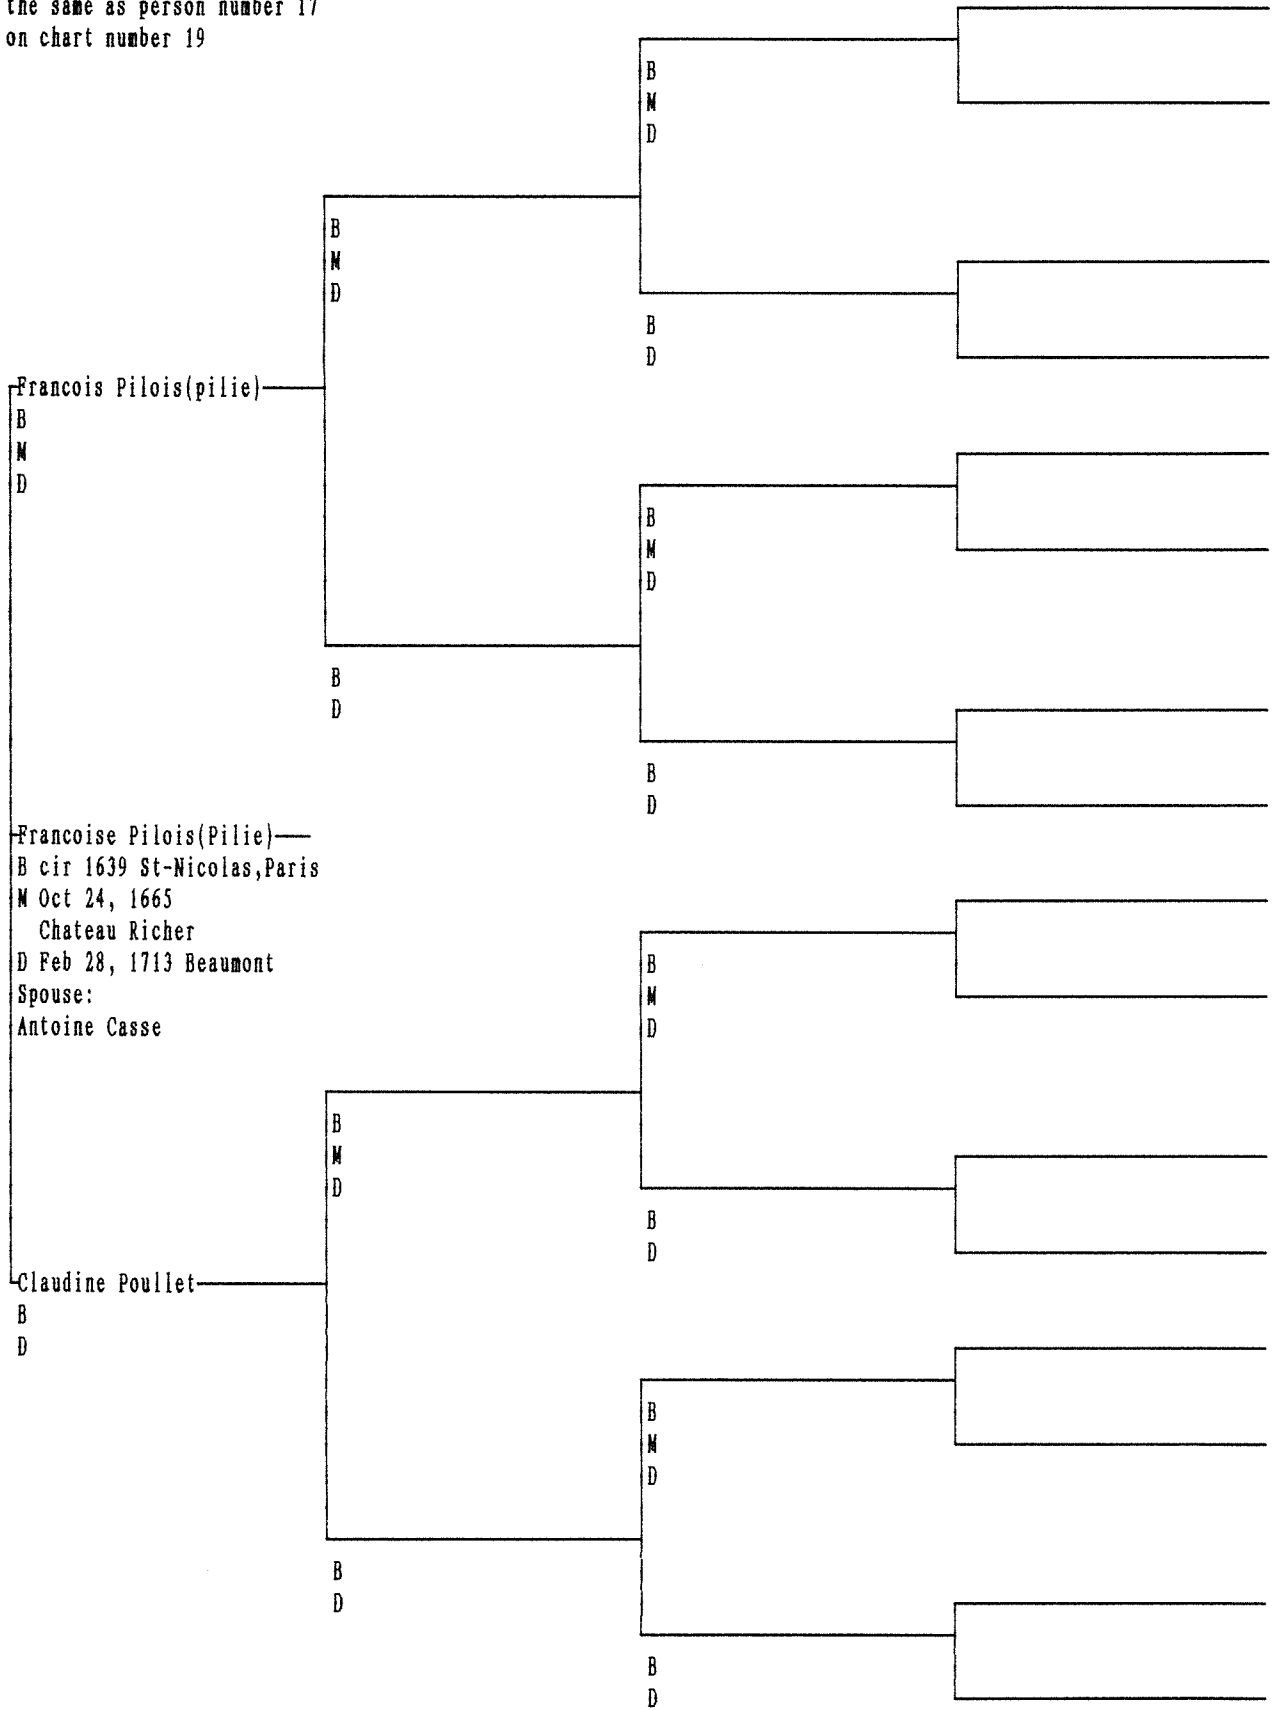 the same as person number 17
on chart number 19
B
M
D
B
M
D
B
D
Francois Pilois(pilie)
B
M
D
B
M
D
B
D
B
D
Francoise Pilois(Pilie)
B cir 1639 St-Nicolas,Paris
M Oct 24, 1665
Chateau Richer
D Feb 28, 1713 Beaumont
Spouse:
Antoine Casse
B
M
D
B
M
D
B
D
Claudine Poullet
B
D
B
M
D
B
D
B
D